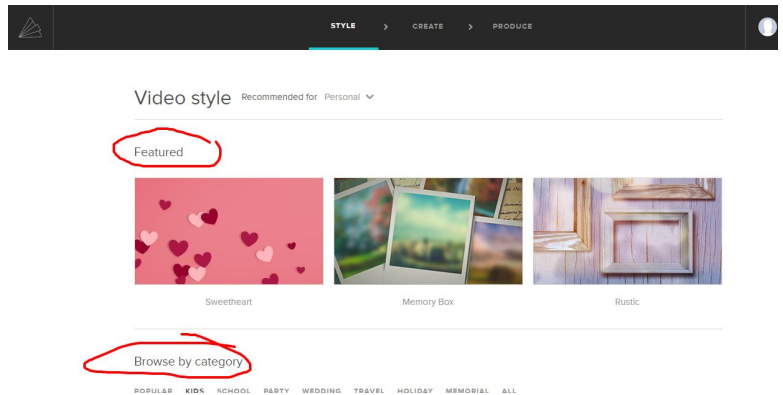 STYLE > CREATE > PRODUCE
Video style Recommended for Personal
Featured
Sweetheart Memory Box Rustic
Browse by category
POPULAR KIDS SCHOOL PARTY WEDDING TRAVEL HOLIDAY MEMORIAL ALL